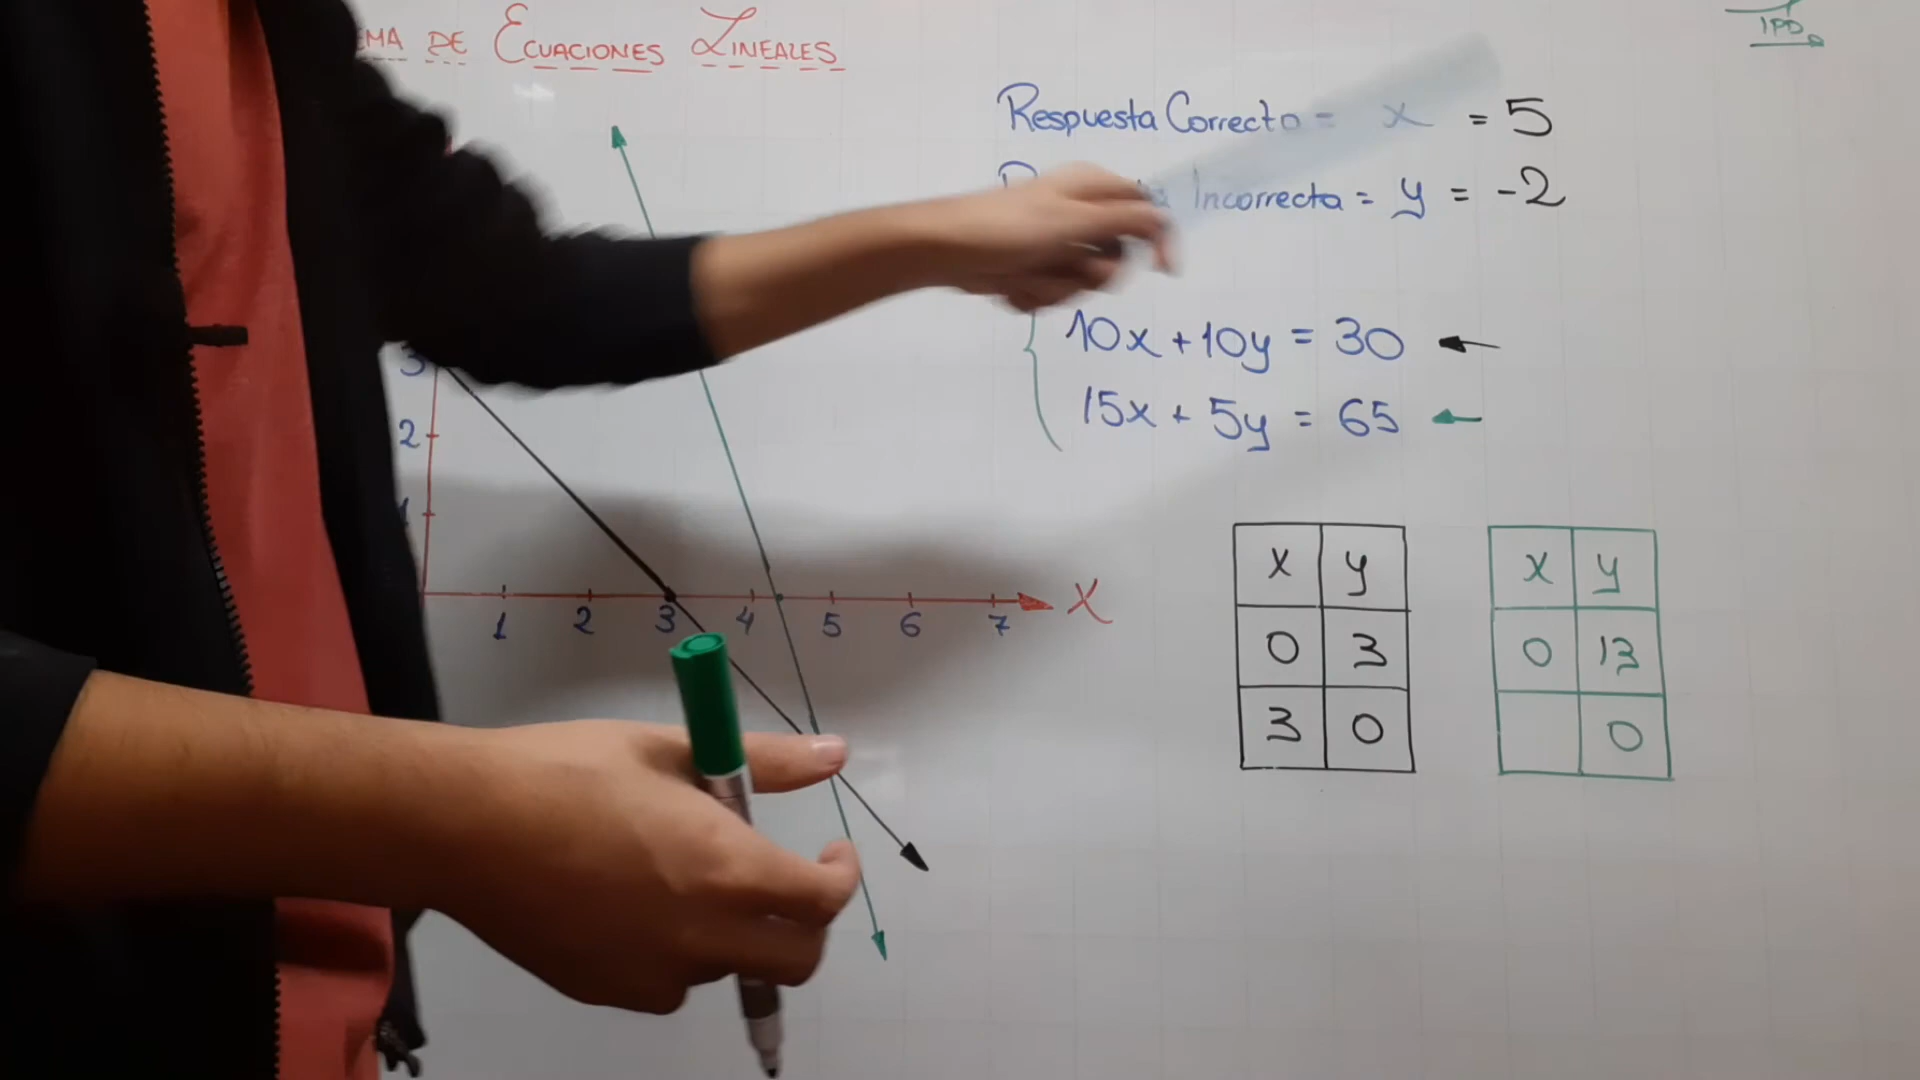 EMA DE ECUACIONES LINEALES
IPD
Respuesta Correcta = x = 5
Incorrecta = y = -2
10x + 10y = 30
15x + 5y = 65
3
2
1
1 2 3 4 5 6 7 X
x y
0 3
3 0
x y
0 13
0